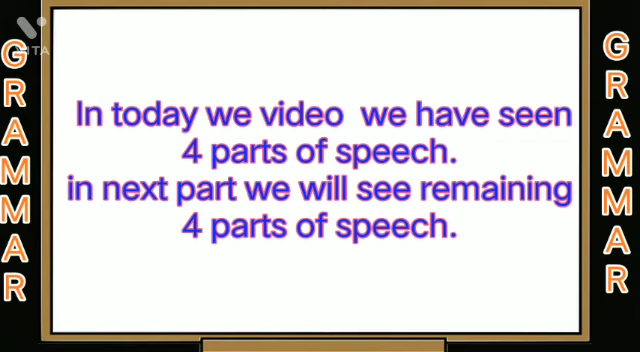 VITA
GRAMMAR
In today we video we have seen
4 parts of speech.
in next part we will see remaining
4 parts of speech.
GRAMMAR